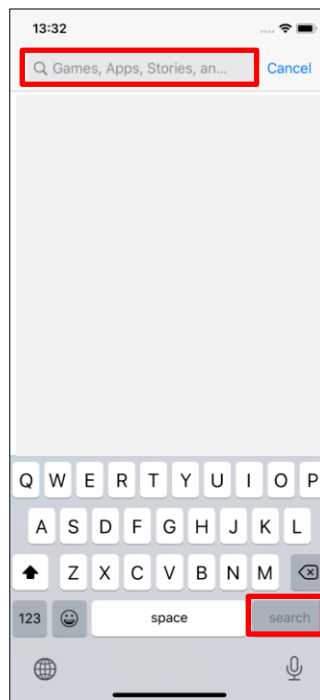 13:32
Games, Apps, Stories, an... Cancel
Q W E R T Y U I O P
A S D F G H J K L
Z X C V B N M
123 space search